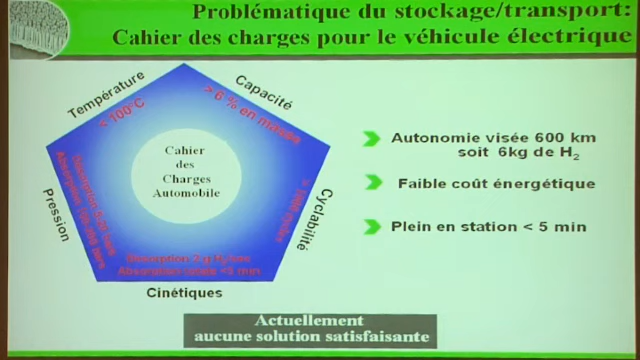 Problématique du stockage/transport:
Cahier des charges pour le véhicule électrique
Température
< 100°C
Capacité
> 6 % en masse
Cahier
des
Charges
Automobile
Pression
Cyclabilité
Cinétiques
Autonomie visée 600 km
soit 6kg de H₂
Faible coût énergétique
Plein en station < 5 min
Actuellement
aucune solution satisfaisante